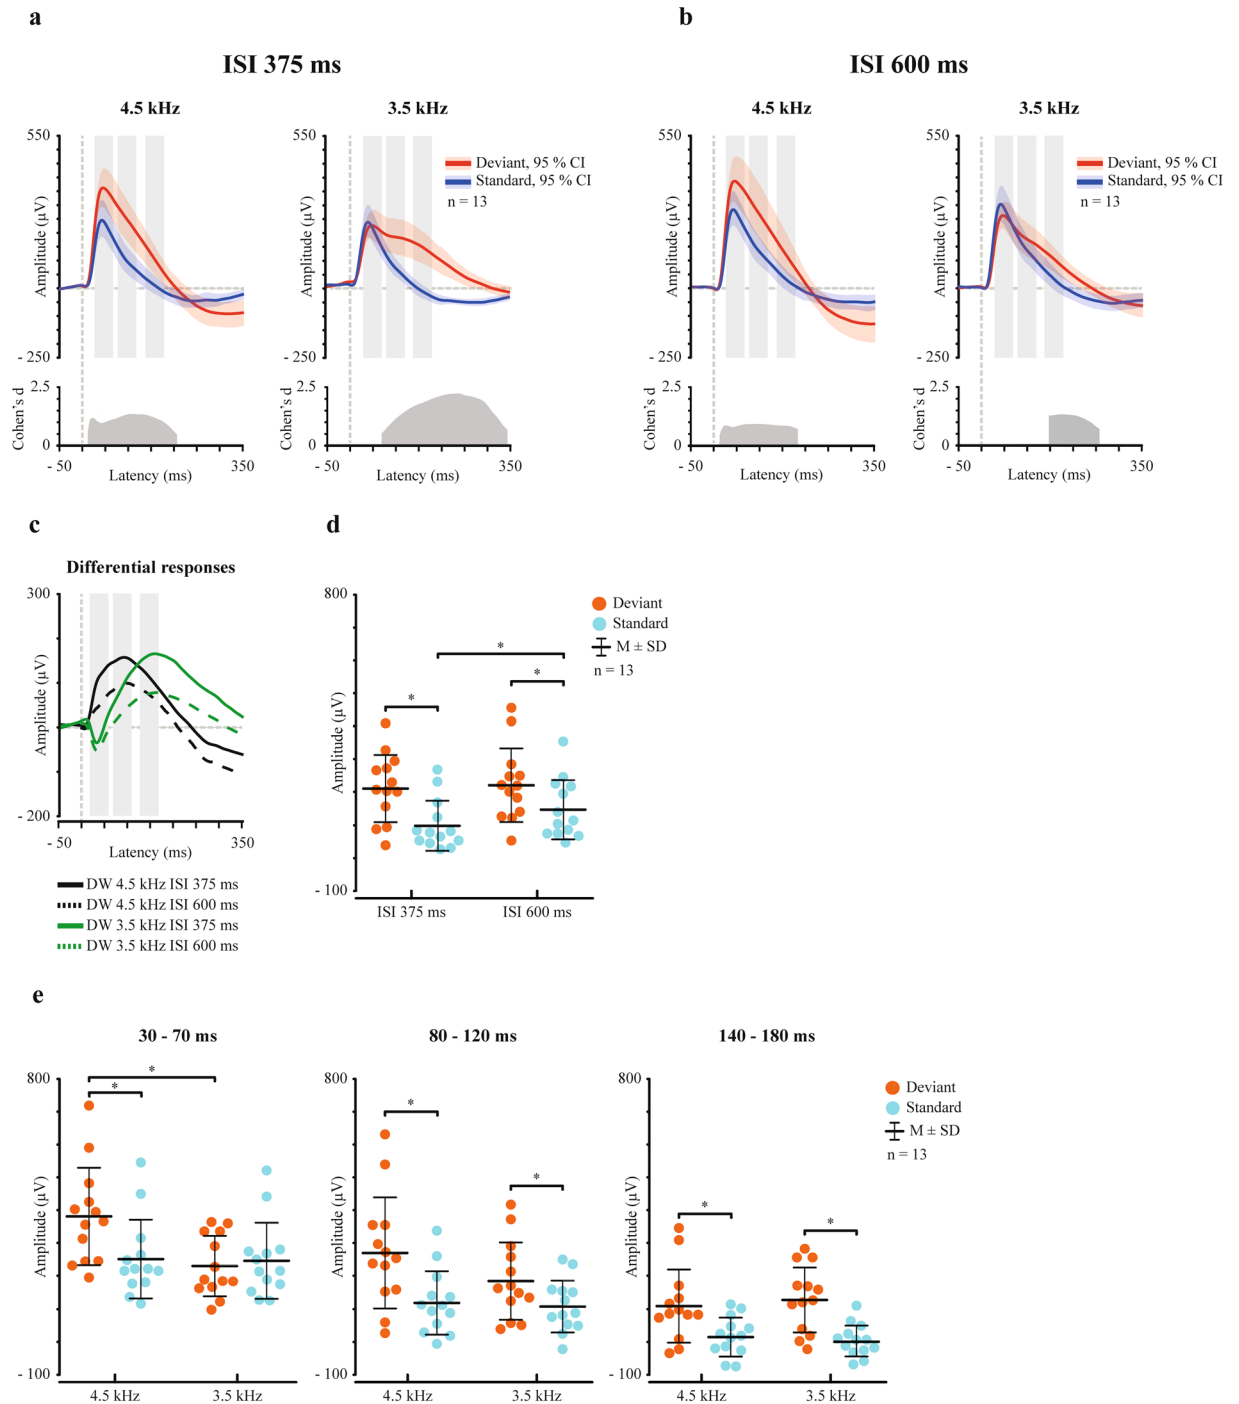 a
b
ISI 375 ms
ISI 600 ms
4.5 kHz
3.5 kHz
4.5 kHz
3.5 kHz
550
550
Deviant, 95 % CI
Standard, 95 % CI
n = 13
Deviant, 95 % CI
Standard, 95 % CI
n = 13
Amplitude (µV)
Amplitude (µV)
Amplitude (µV)
Amplitude (µV)
- 250
- 250
- 250
- 250
Cohen's d
2.5
0
Cohen's d
2.5
0
Cohen's d
2.5
0
Cohen's d
2.5
0
- 50
350
- 50
350
- 50
350
- 50
350
Latency (ms)
Latency (ms)
Latency (ms)
Latency (ms)
c
d
Differential responses
300
Amplitude (µV)
- 200
- 50
350
Latency (ms)
DW 4.5 kHz ISI 375 ms
DW 4.5 kHz ISI 600 ms
DW 3.5 kHz ISI 375 ms
DW 3.5 kHz ISI 600 ms
800
Deviant
Standard
M ± SD
n = 13
*
*
*
Amplitude (µV)
- 100
ISI 375 ms
ISI 600 ms
e
30 - 70 ms
80 - 120 ms
140 - 180 ms
800
800
800
*
*
*
*
*
*
Deviant
Standard
M ± SD
n = 13
Amplitude (µV)
Amplitude (µV)
Amplitude (µV)
- 100
- 100
- 100
4.5 kHz
3.5 kHz
4.5 kHz
3.5 kHz
4.5 kHz
3.5 kHz